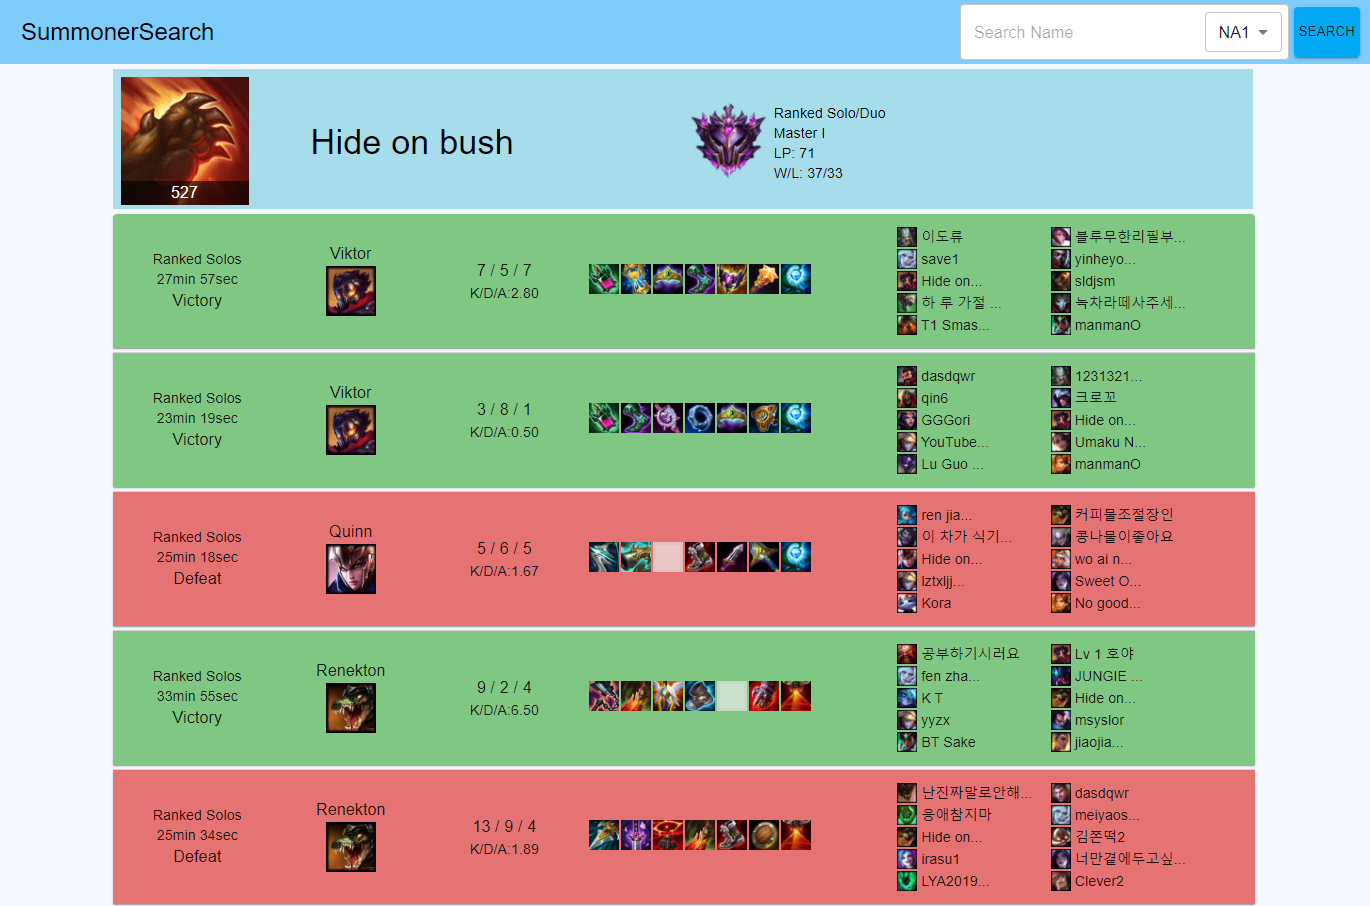 SummonerSearch
Search Name
NA1
SEARCH
527
Hide on bush
Ranked Solo/Duo
Master I
LP: 71
W/L: 37/33
Ranked Solos
27min 57sec
Victory
Viktor
7 / 5 / 7
K/D/A:2.80
이도류
save1
Hide on...
하 루 가절 ...
T1 Smas...
블루무한리필부...
yinheyo...
sldjsm
녹차라떼사주세...
manmanO
Ranked Solos
23min 19sec
Victory
Viktor
3 / 8 / 1
K/D/A:0.50
dasdqwr
qin6
GGGori
YouTube...
Lu Guo ...
1231321...
크로꼬
Hide on...
Umaku N...
manmanO
Ranked Solos
25min 18sec
Defeat
Quinn
5 / 6 / 5
K/D/A:1.67
ren jia...
이 차가 식기...
Hide on...
lztxljj...
Kora
커피물조절장인
콩나물이좋아요
wo ai n...
Sweet O...
No good...
Ranked Solos
33min 55sec
Victory
Renekton
9 / 2 / 4
K/D/A:6.50
공부하기시러요
fen zha...
K T
yyzx
BT Sake
Lv 1 호야
JUNGIE ...
Hide on...
msyslor
jiaojia...
Ranked Solos
25min 34sec
Defeat
Renekton
13 / 9 / 4
K/D/A:1.89
난진짜말로안해...
응애참지마
Hide on...
irasu1
LYA2019...
dasdqwr
meiyaos...
김쫀떡2
너만곁에두고싶...
Clever2